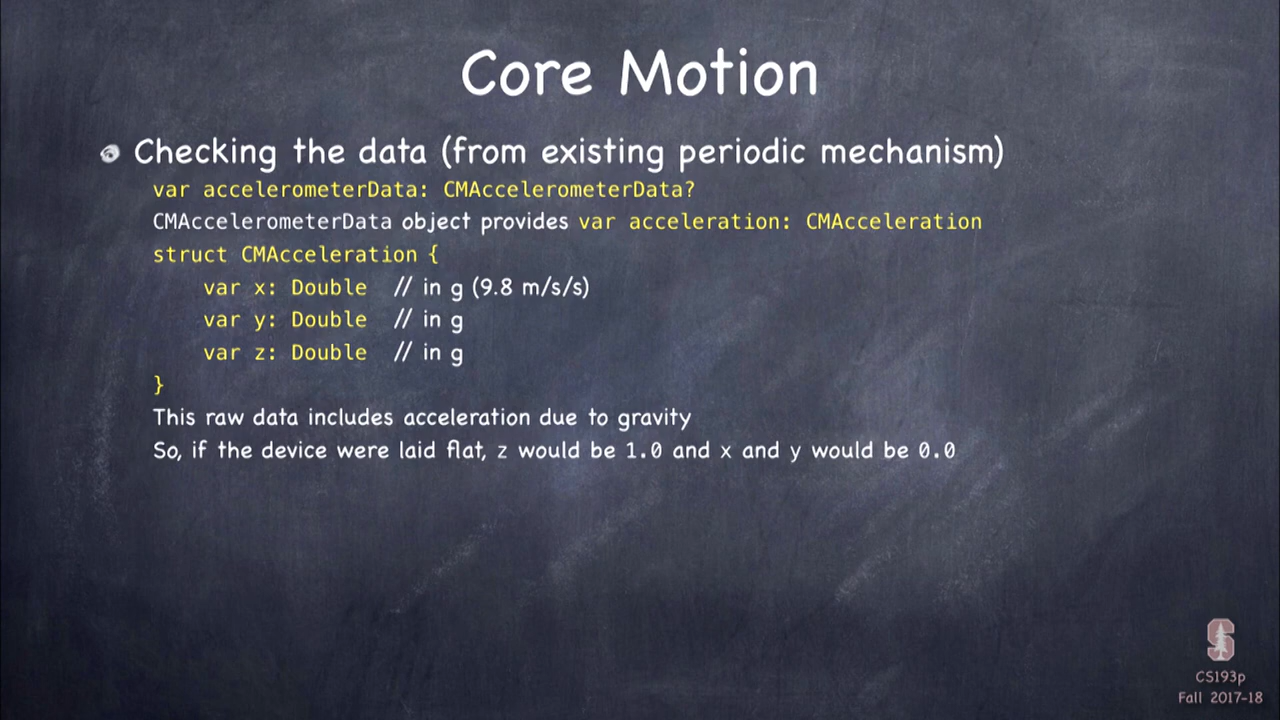 Core Motion
Checking the data (from existing periodic mechanism)
var accelerometerData: CMAccelerometerData?
CMAccelerometerData object provides var acceleration: CMAcceleration
struct CMAcceleration {
    var x: Double  // in g (9.8 m/s/s)
    var y: Double  // in g
    var z: Double  // in g
}
This raw data includes acceleration due to gravity
So, if the device were laid flat, z would be 1.0 and x and y would be 0.0
S
CS193p
Fall 2017-18